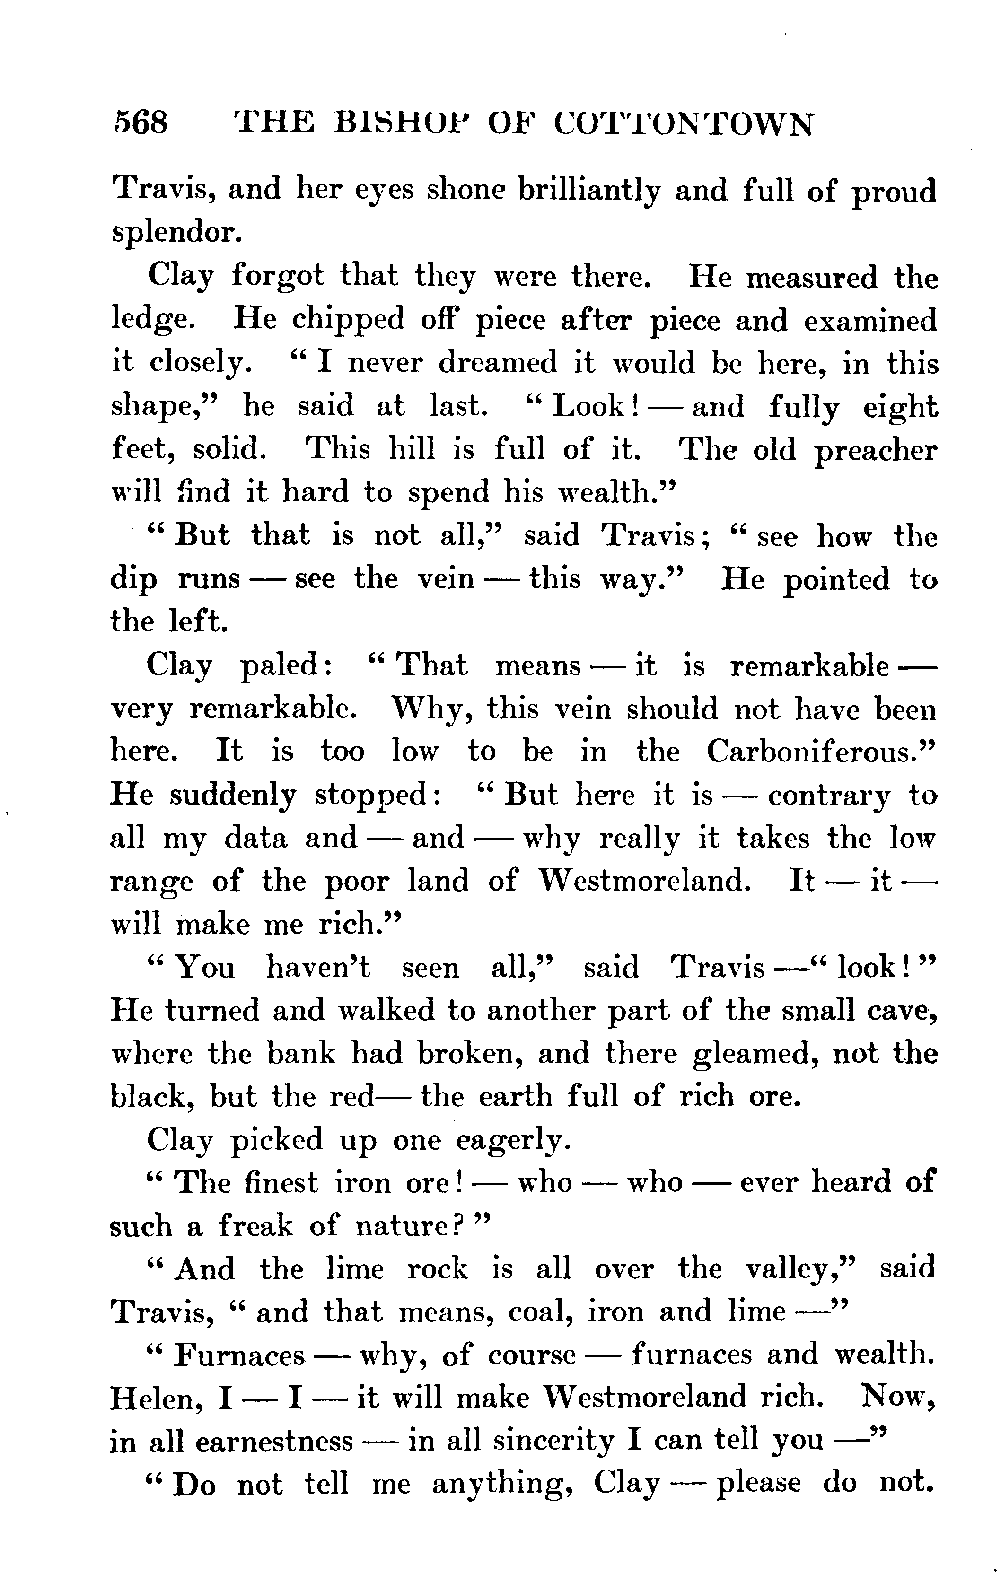 568 THE BISHOP OF COTTONTOWN
Travis, and her eyes shone brilliantly and full of proud
splendor.
Clay forgot that they were there. He measured the
ledge. He chipped off piece after piece and examined
it closely. “ I never dreamed it would be here, in this
shape,” he said at last. “ Look! — and fully eight
feet, solid. This hill is full of it. The old preacher
will find it hard to spend his wealth.”
“ But that is not all,” said Travis; “ see how the
dip runs — see the vein — this way.” He pointed to
the left.
Clay paled: “ That means — it is remarkable —
very remarkable. Why, this vein should not have been
here. It is too low to be in the Carboniferous.”
He suddenly stopped: “ But here it is — contrary to
all my data and — and — why really it takes the low
range of the poor land of Westmoreland. It — it —
will make me rich.”
“ You haven’t seen all,” said Travis —“ look! ”
He turned and walked to another part of the small cave,
where the bank had broken, and there gleamed, not the
black, but the red— the earth full of rich ore.
Clay picked up one eagerly.
“ The finest iron ore! — who — who — ever heard of
such a freak of nature? ”
“ And the lime rock is all over the valley,” said
Travis, “ and that means, coal, iron and lime —”
“ Furnaces — why, of course — furnaces and wealth.
Helen, I — I — it will make Westmoreland rich. Now,
in all earnestness — in all sincerity I can tell you —”
“ Do not tell me anything, Clay — please do not.